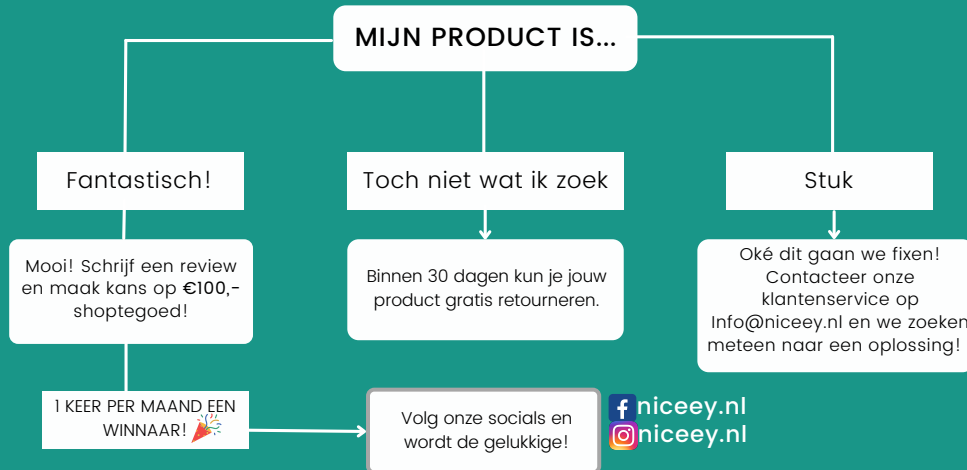 MIJN PRODUCT IS...
Fantastisch!
Toch niet wat ik zoek
Stuk
Mooi! Schrijf een review
en maak kans op €100,-
shoptegoed!
Binnen 30 dagen kun je jouw
product gratis retourneren.
Oké dit gaan we fixen!
Contacteer onze
klantenservice op
Info@niceey.nl en we zoeken
meteen naar een oplossing!
1 KEER PER MAAND EEN
WINNAAR!
Volg onze socials en
wordt de gelukkige!
niceey.nl
niceey.nl